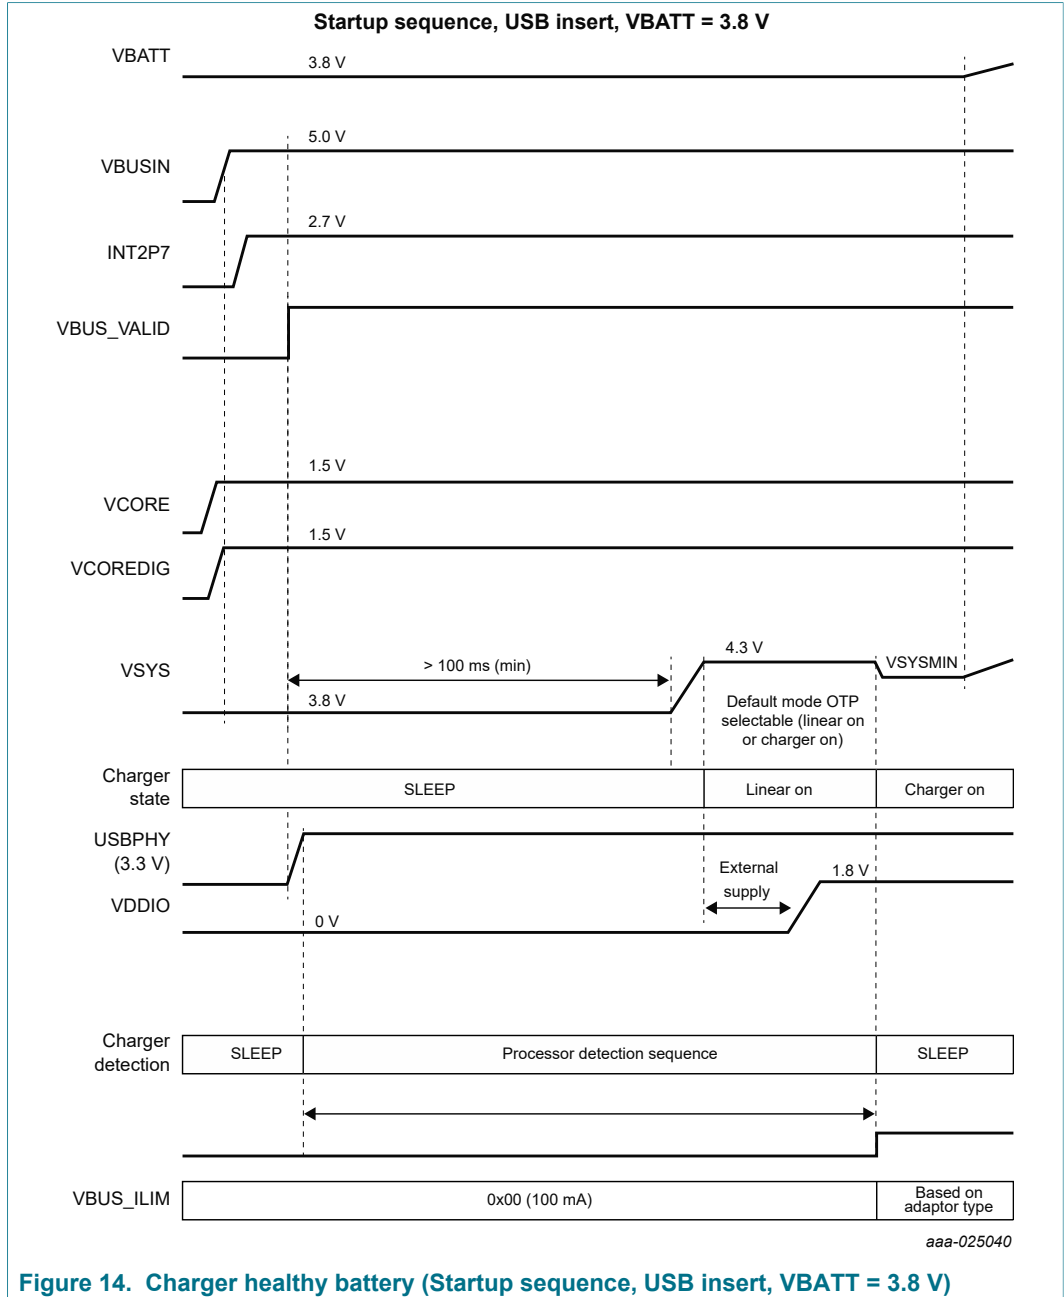 Startup sequence, USB insert, VBATT = 3.8 V
VBATT
3.8 V
5.0 V
VBUSIN
2.7 V
INT2P7
VBUS_VALID
1.5 V
VCORE
1.5 V
VCOREDIG
4.3 V
VSYS
> 100 ms (min)
VSYSMIN
3.8 V
Default mode OTP
selectable (linear on
or charger on)
Charger
state
SLEEP
Linear on
Charger on
USBPHY
(3.3 V)
External
supply
1.8 V
VDDIO
0 V
Charger
detection
SLEEP
Processor detection sequence
SLEEP
VBUS_ILIM
0x00 (100 mA)
Based on
adaptor type
aaa-025040
Figure 14. Charger healthy battery (Startup sequence, USB insert, VBATT = 3.8 V)